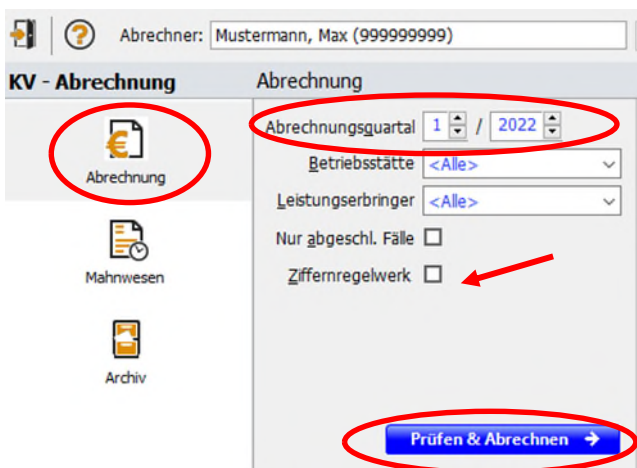 Abrechner: Mustermann, Max (999999999)
KV - Abrechnung
Abrechnung
Mahnwesen
Archiv
Abrechnung
Abrechnungsquartal 1 / 2022
Betriebsstätte <Alle>
Leistungserbringer <Alle>
Nur abgeschl. Fälle
Ziffernregelwerk
Prüfen & Abrechnen →